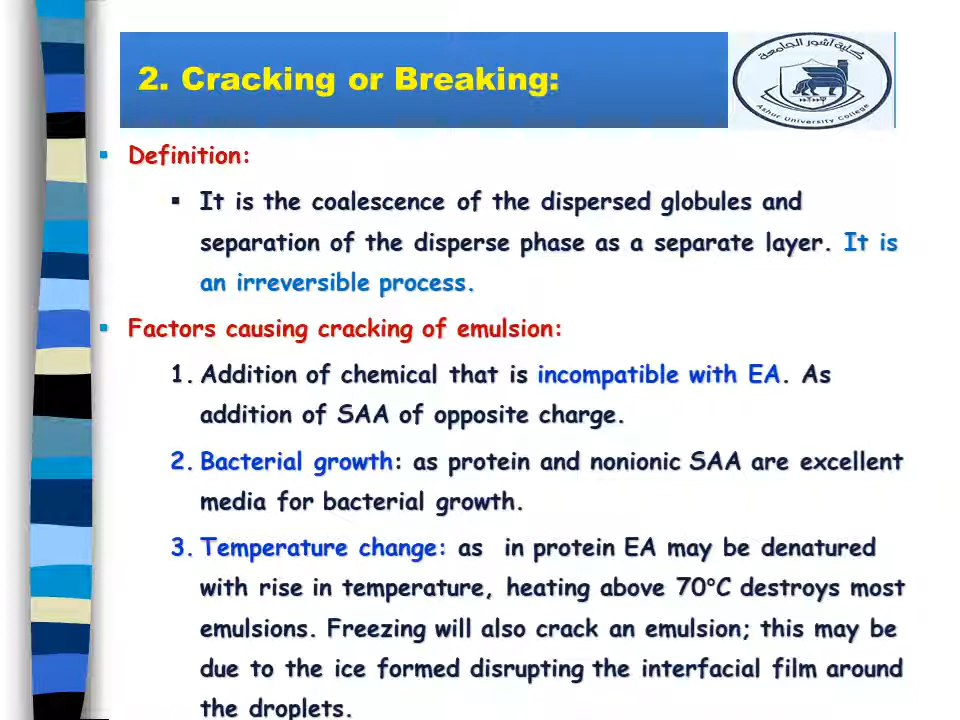 2. Cracking or Breaking:
كلية آشور الجامعة
Ashur University College
▪ Definition:
▪ It is the coalescence of the dispersed globules and
separation of the disperse phase as a separate layer. It is
an irreversible process.
▪ Factors causing cracking of emulsion:
1. Addition of chemical that is incompatible with EA. As
addition of SAA of opposite charge.
2. Bacterial growth: as protein and nonionic SAA are excellent
media for bacterial growth.
3. Temperature change: as in protein EA may be denatured
with rise in temperature, heating above 70°C destroys most
emulsions. Freezing will also crack an emulsion; this may be
due to the ice formed disrupting the interfacial film around
the droplets.